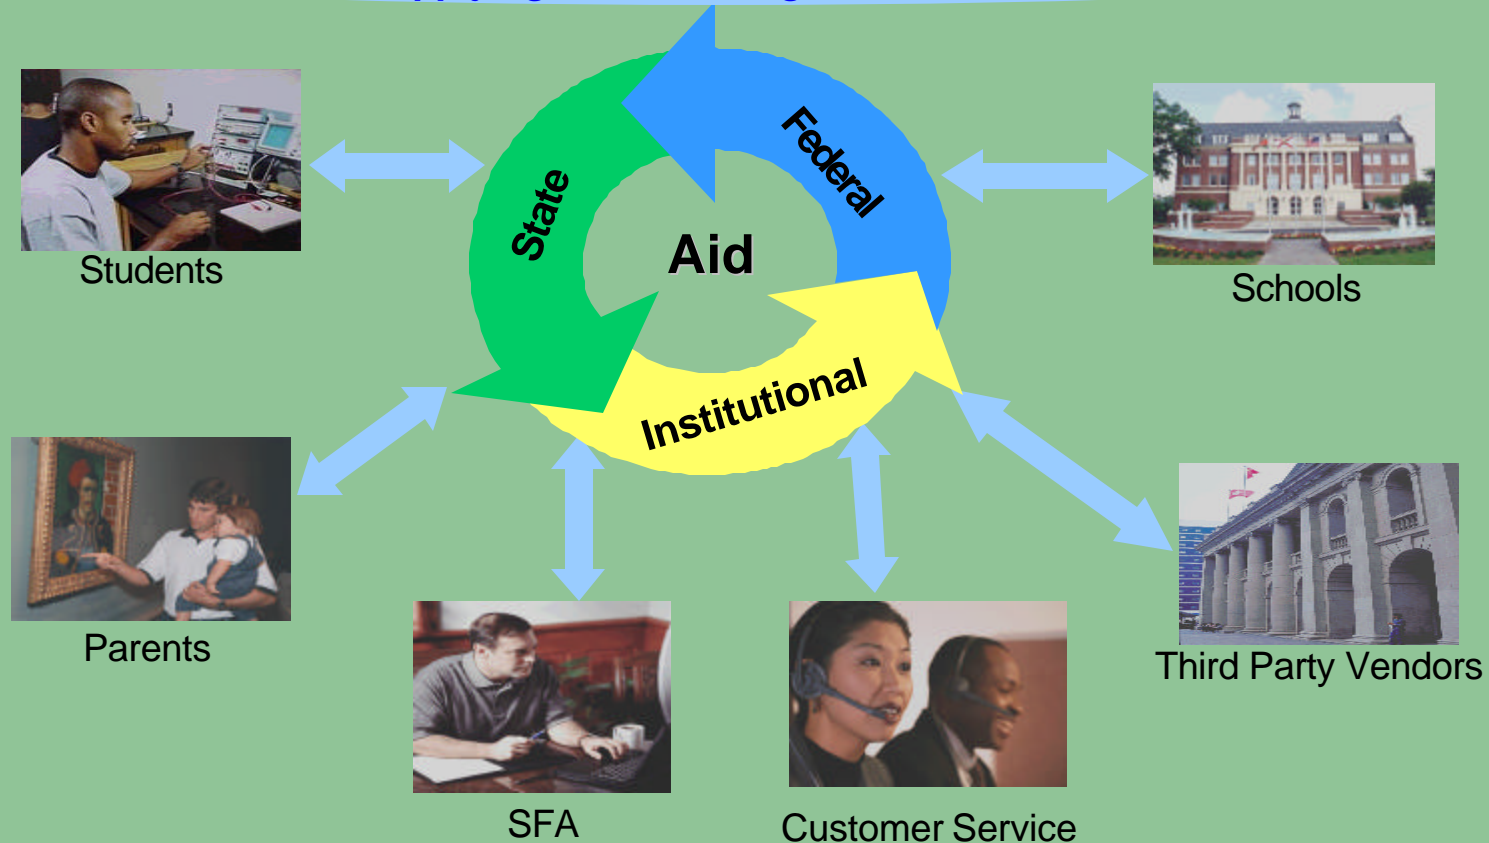 Federal
State
Aid
Students
Schools
Institutional
Parents
Third Party Vendors
SFA
Customer Service